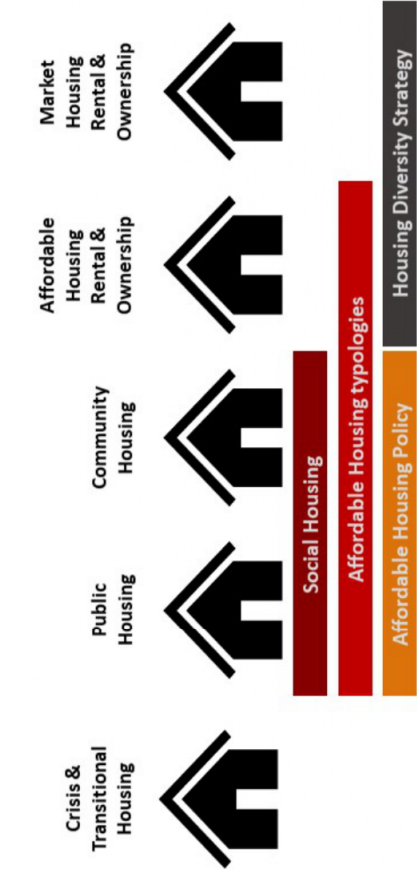 Crisis &
Transitional
Housing
Public
Housing
Community
Housing
Affordable
Housing
Rental &
Ownership
Market
Housing
Rental &
Ownership
Social Housing
Affordable Housing typologies
Affordable Housing Policy
Housing Diversity Strategy